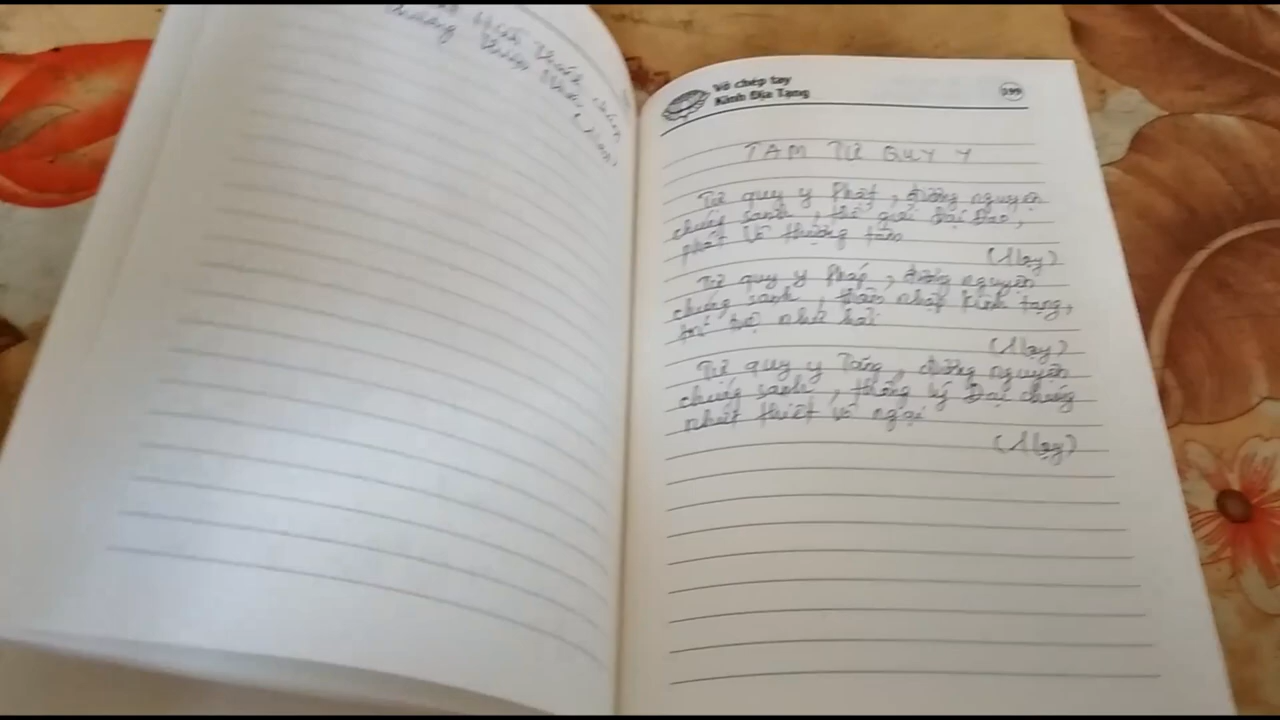 Vở chép tay
Kinh Địa Tạng
199
TAM TỰ QUY Y
Tự quy y Phật, đương nguyện
chúng sanh, thể giải Đại Đạo,
phát Vô thượng tâm
(1 lạy)
Tự quy y Pháp, đương nguyện
chúng sanh, thâm nhập kinh tạng,
trí huệ như hải
(1 lạy)
Tự quy y Tăng, đương nguyện
chúng sanh, thống lý Đại chúng
nhứt thiết vô ngại
(1 lạy)